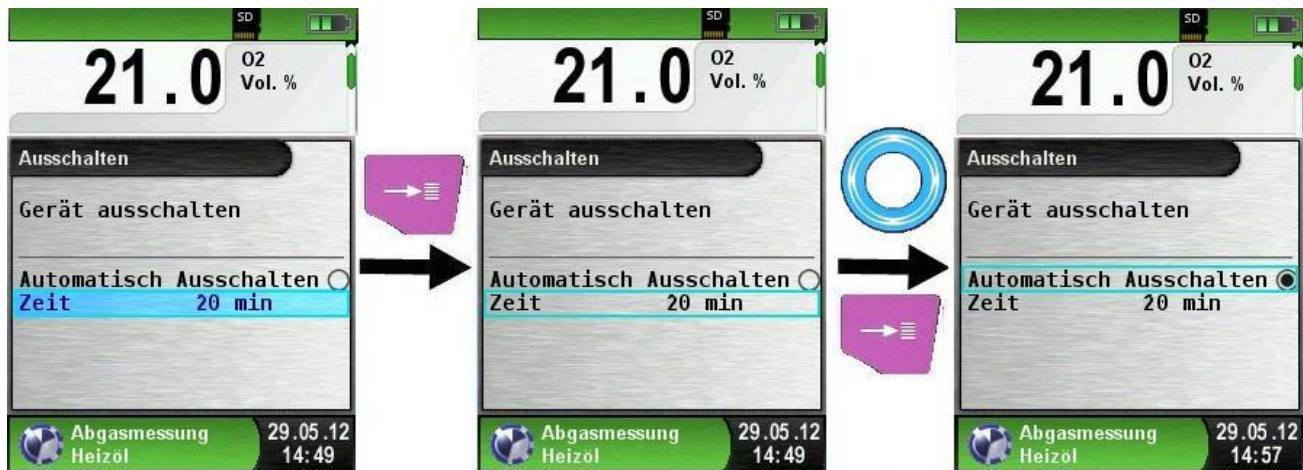 SD
21.0 O2
Vol. %
Ausschalten
Gerät ausschalten
Automatisch Ausschalten
Zeit 20 min
Abgasmessung 29.05.12
Heizöl 14:49
SD
21.0 O2
Vol. %
Ausschalten
Gerät ausschalten
Automatisch Ausschalten
Zeit 20 min
Abgasmessung 29.05.12
Heizöl 14:49
SD
21.0 O2
Vol. %
Ausschalten
Gerät ausschalten
Automatisch Ausschalten
Zeit 20 min
Abgasmessung 29.05.12
Heizöl 14:57